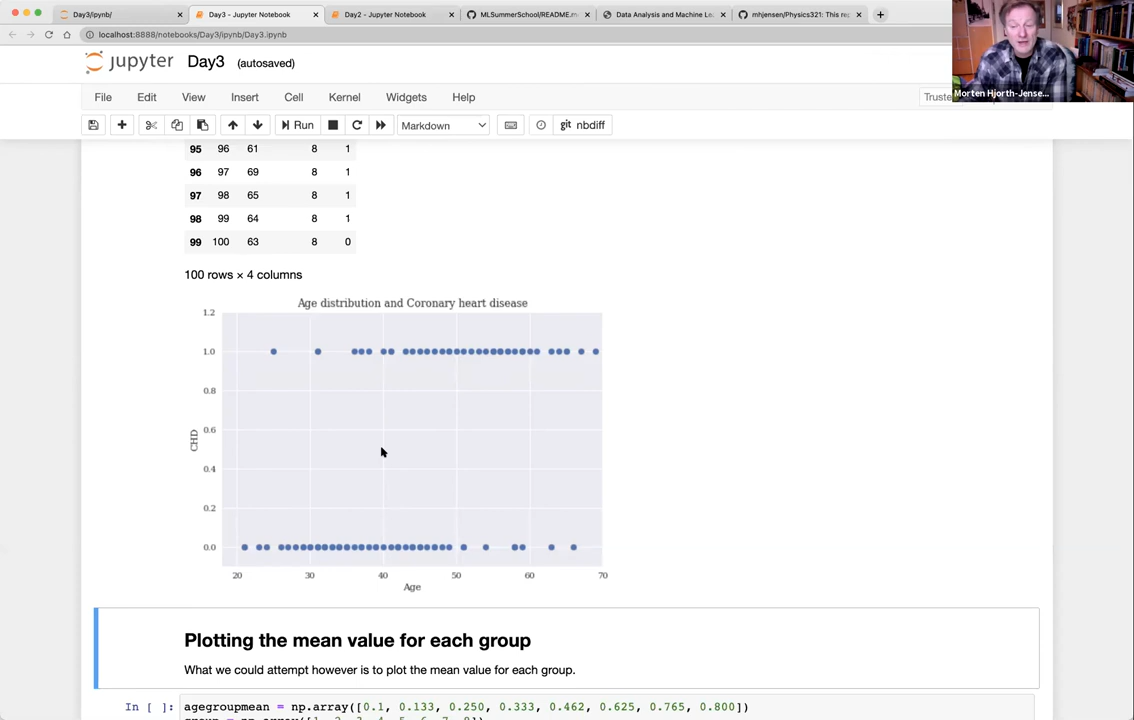 Day3/ipynb/
Day3 - Jupyter Notebook
Day2 - Jupyter Notebook
MLSummerSchool/README.m
Data Analysis and Machine Le
mhjensen/Physics321: This re
localhost:8888/notebooks/Day3/ipynb/Day3.ipynb
Morten Hjorth-Jense...
jupyter Day3 (autosaved)
File Edit View Insert Cell Kernel Widgets Help
Truste
Run Markdown git nbdiff
95 96 61 8 1
96 97 69 8 1
97 98 65 8 1
98 99 64 8 1
99 100 63 8 0
100 rows × 4 columns
Age distribution and Coronary heart disease
1.2
1.0
0.8
0.6
0.4
0.2
0.0
CHD
20 30 40 50 60 70
Age
Plotting the mean value for each group
What we could attempt however is to plot the mean value for each group.
In [ ]: agegroupmean = np.array([0.1, 0.133, 0.250, 0.333, 0.462, 0.625, 0.765, 0.800])